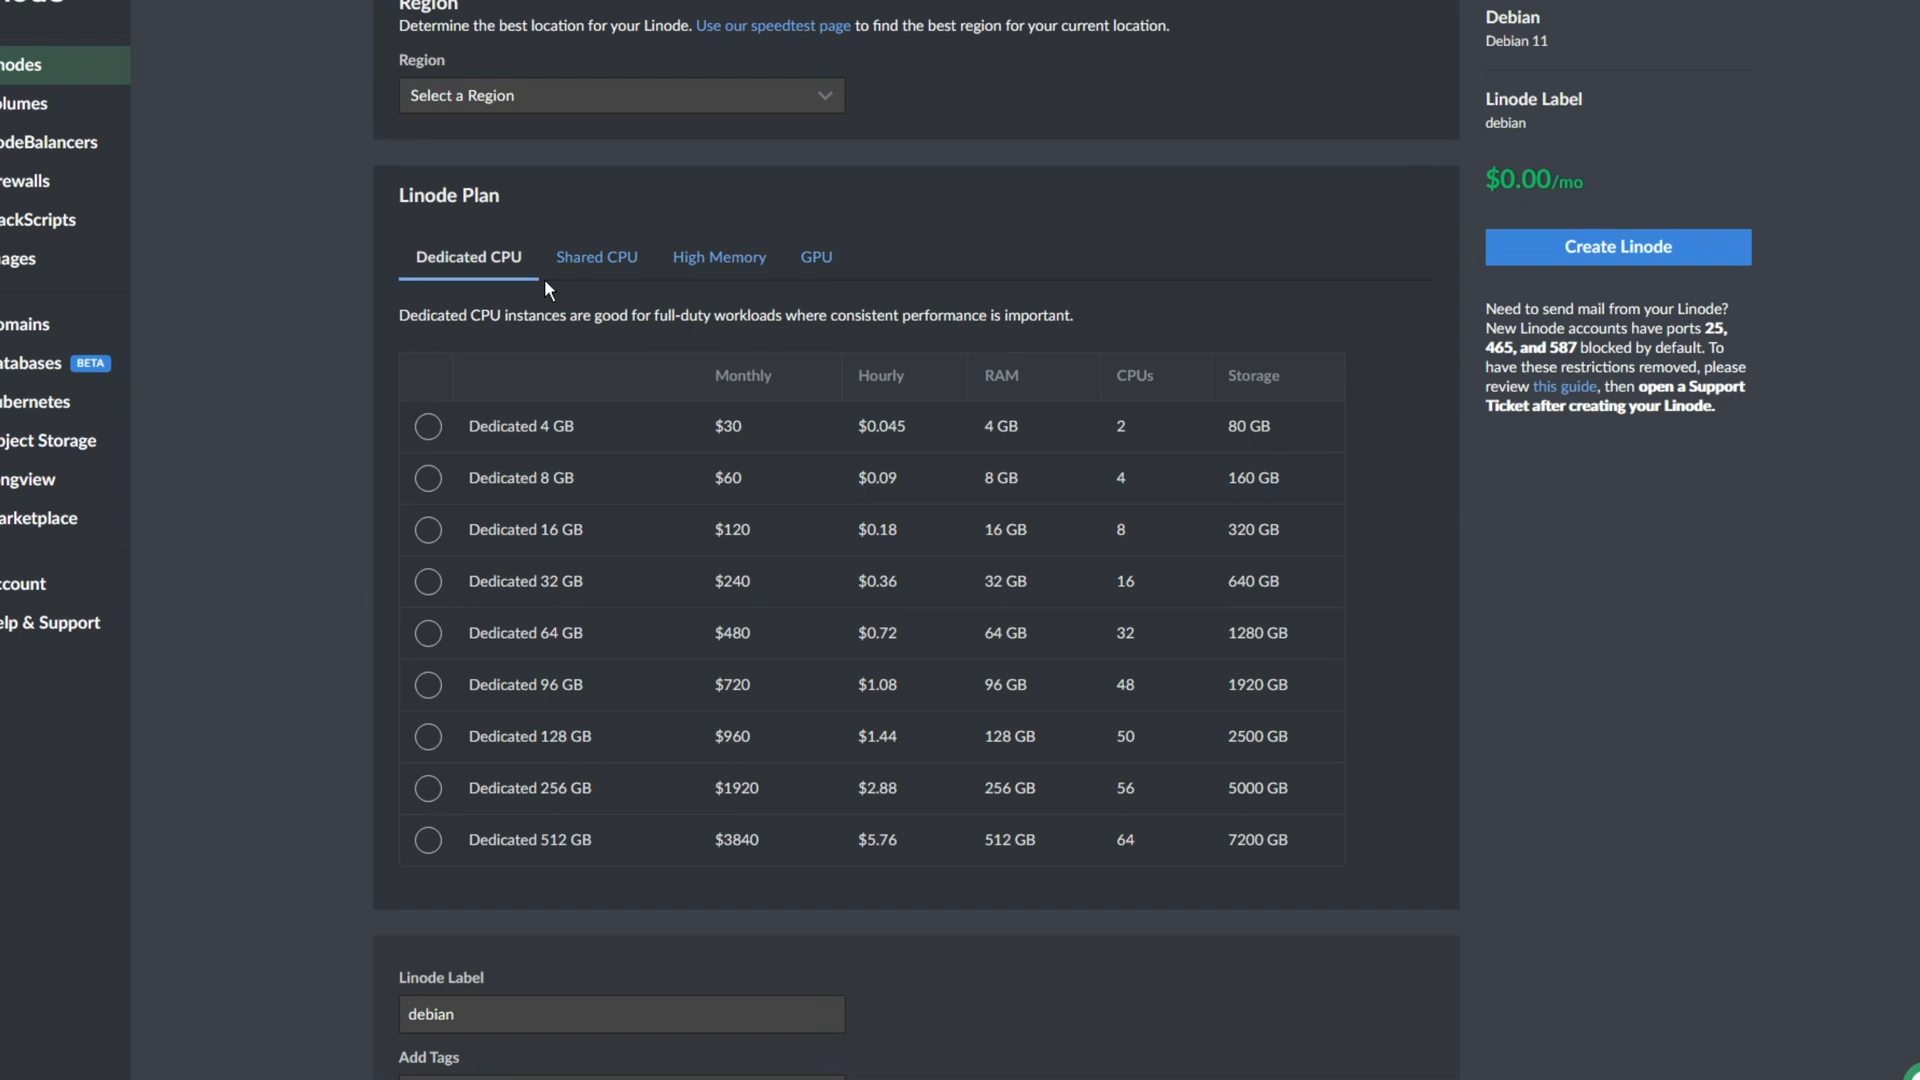 nodes
olumes
odeBalancers
rewalls
ackScripts
ages
omains
atabases BETA
ubernetes
bject Storage
ongview
arketplace
ccount
elp & Support
Region
Determine the best location for your Linode. Use our speedtest page to find the best region for your current location.
Region
Select a Region
Linode Plan
Dedicated CPU Shared CPU High Memory GPU
Dedicated CPU instances are good for full-duty workloads where consistent performance is important.
Monthly Hourly RAM CPUs Storage
Dedicated 4 GB $30 $0.045 4 GB 2 80 GB
Dedicated 8 GB $60 $0.09 8 GB 4 160 GB
Dedicated 16 GB $120 $0.18 16 GB 8 320 GB
Dedicated 32 GB $240 $0.36 32 GB 16 640 GB
Dedicated 64 GB $480 $0.72 64 GB 32 1280 GB
Dedicated 96 GB $720 $1.08 96 GB 48 1920 GB
Dedicated 128 GB $960 $1.44 128 GB 50 2500 GB
Dedicated 256 GB $1920 $2.88 256 GB 56 5000 GB
Dedicated 512 GB $3840 $5.76 512 GB 64 7200 GB
Linode Label
debian
Add Tags
Debian
Debian 11
Linode Label
debian
$0.00/mo
Create Linode
Need to send mail from your Linode?
New Linode accounts have ports 25,
465, and 587 blocked by default. To
have these restrictions removed, please
review this guide, then open a Support
Ticket after creating your Linode.